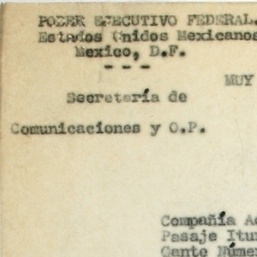 PODER EJECUTIVO FEDERAL.
Estados Unidos Mexicanos
Mexico, D.F.
- - -
MUY
Secretaría de
Comunicaciones y O.P.
Compañía
Pasaje